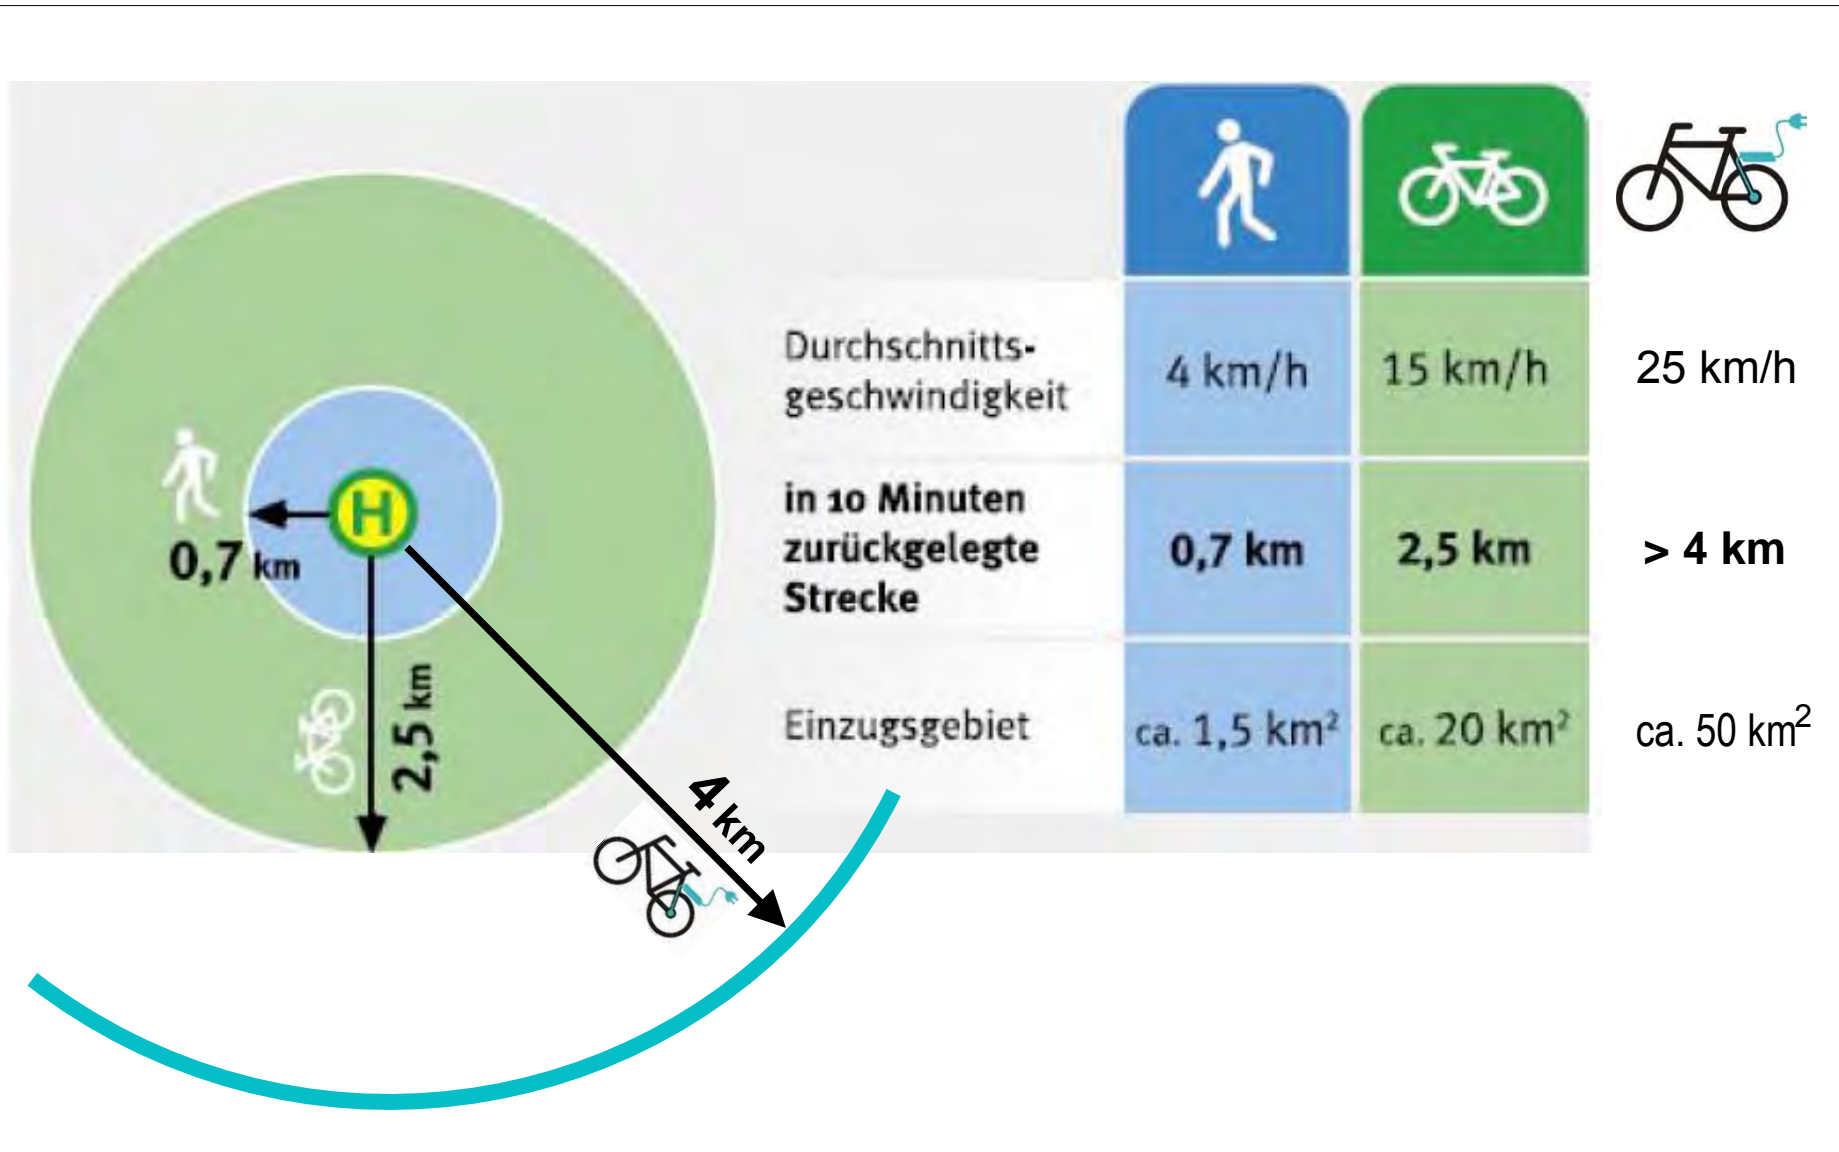 Durchschnitts-
geschwindigkeit
4 km/h
15 km/h
25 km/h
in 10 Minuten
zurückgelegte
Strecke
0,7 km
2,5 km
> 4 km
Einzugsgebiet
ca. 1,5 km²
ca. 20 km²
ca. 50 km²
H
0,7 km
2,5 km
4 km